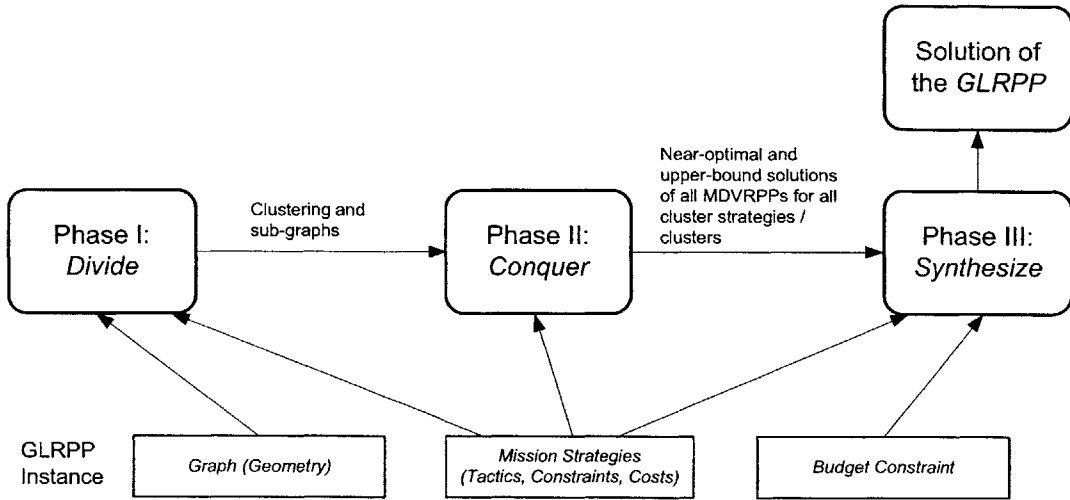 Solution of
the GLRPP
Near-optimal and
upper-bound solutions
of all MDVRPPs for all
cluster strategies /
clusters
Clustering and
sub-graphs
Phase I:
Divide
Phase II:
Conquer
Phase III:
Synthesize
GLRPP
Instance
Graph (Geometry)
Mission Strategies
(Tactics, Constraints, Costs)
Budget Constraint